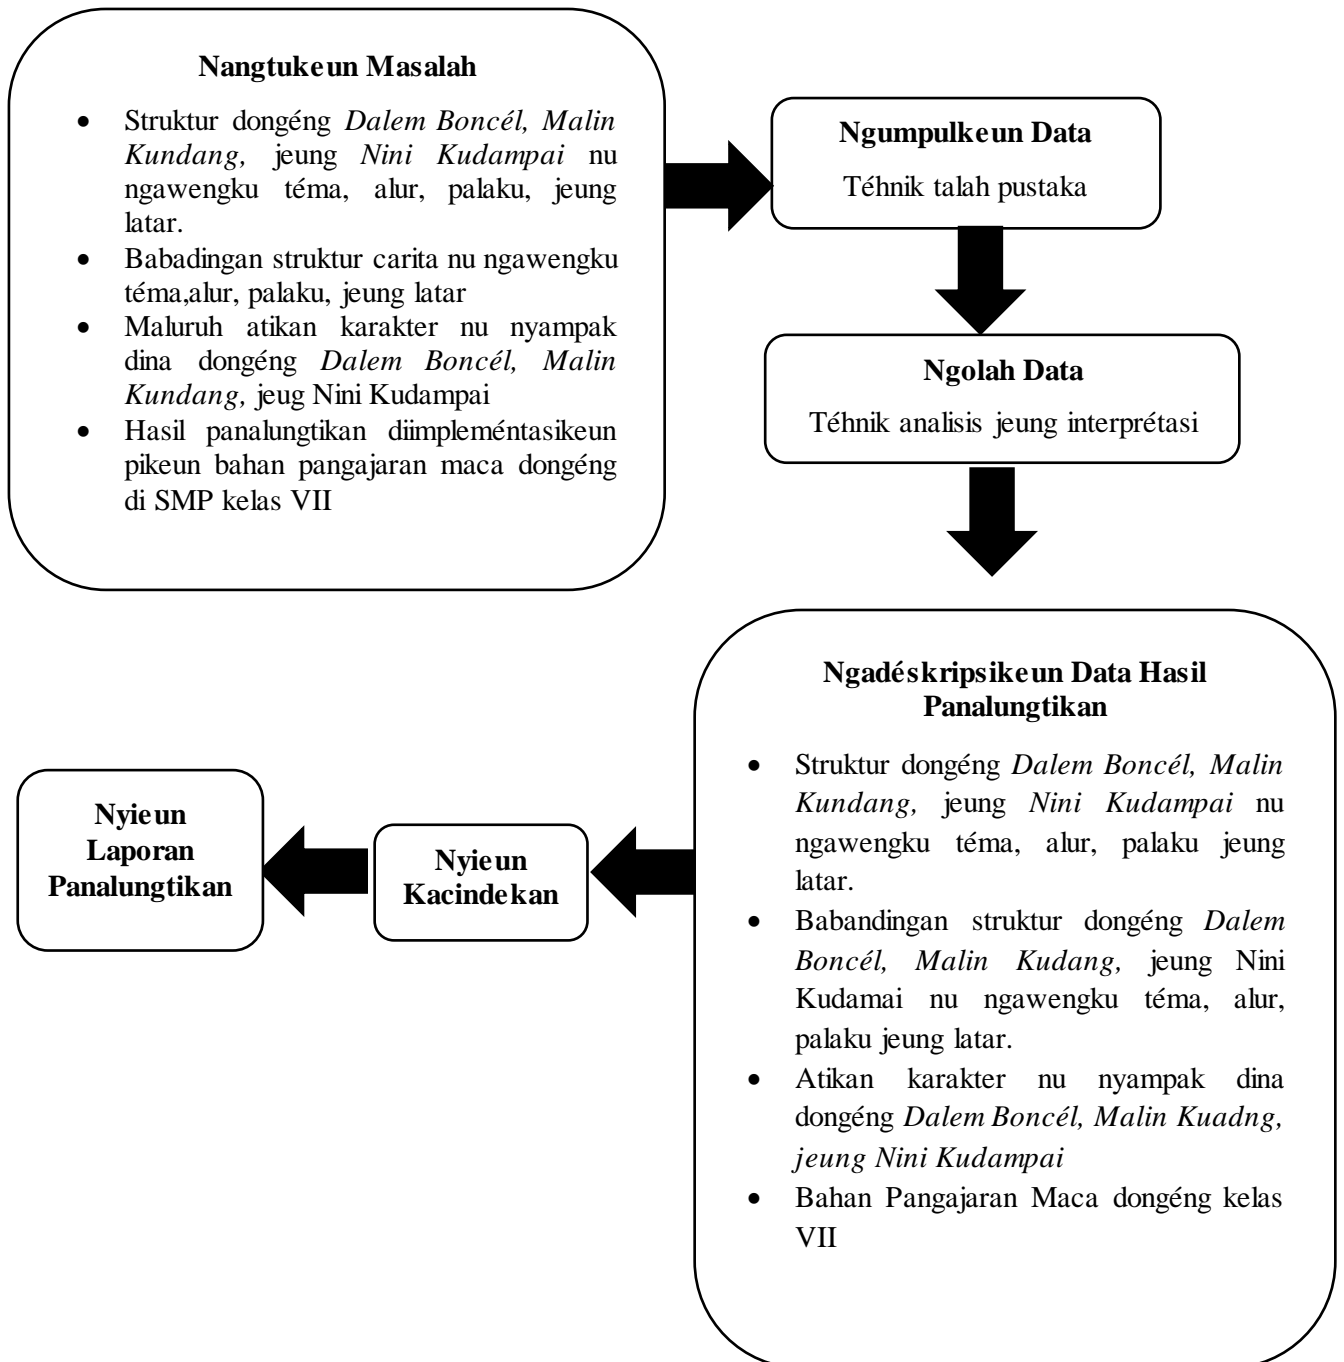 Nangtukeun Masalah
• Struktur dongéng Dalem Boncél, Malin
Kundang, jeung Nini Kudampai nu
ngawengku téma, alur, palaku, jeung
latar.
• Babadingan struktur carita nu ngawengku
téma,alur, palaku, jeung latar
• Maluruh atikan karakter nu nyampak
dina dongéng Dalem Boncél, Malin
Kundang, jeug Nini Kudampai
• Hasil panalungtikan diimpleméntasikeun
pikeun bahan pangajaran maca dongéng
di SMP kelas VII
Ngumpulkeun Data
Téhnik talah pustaka
Ngolah Data
Téhnik analisis jeung interprétasi
Ngadéskripsikeun Data Hasil
Panalungtikan
• Struktur dongéng Dalem Boncél, Malin
Kundang, jeung Nini Kudampai nu
ngawengku téma, alur, palaku jeung
latar.
• Babandingan struktur dongéng Dalem
Boncél, Malin Kudang, jeung Nini
Kudamai nu ngawengku téma, alur,
palaku jeung latar.
• Atikan karakter nu nyampak dina
dongéng Dalem Boncél, Malin Kuadng,
jeung Nini Kudampai
• Bahan Pangajaran Maca dongéng kelas
VII
Nyieun
Kacindekan
Nyieun
Laporan
Panalungtikan